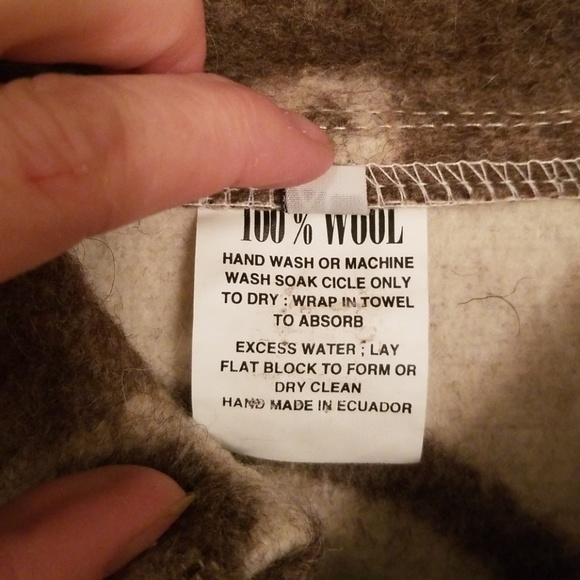 100% WOOL
HAND WASH OR MACHINE
WASH SOAK CICLE ONLY
TO DRY : WRAP IN TOWEL
TO ABSORB
EXCESS WATER ; LAY
FLAT BLOCK TO FORM OR
DRY CLEAN
HAND MADE IN ECUADOR